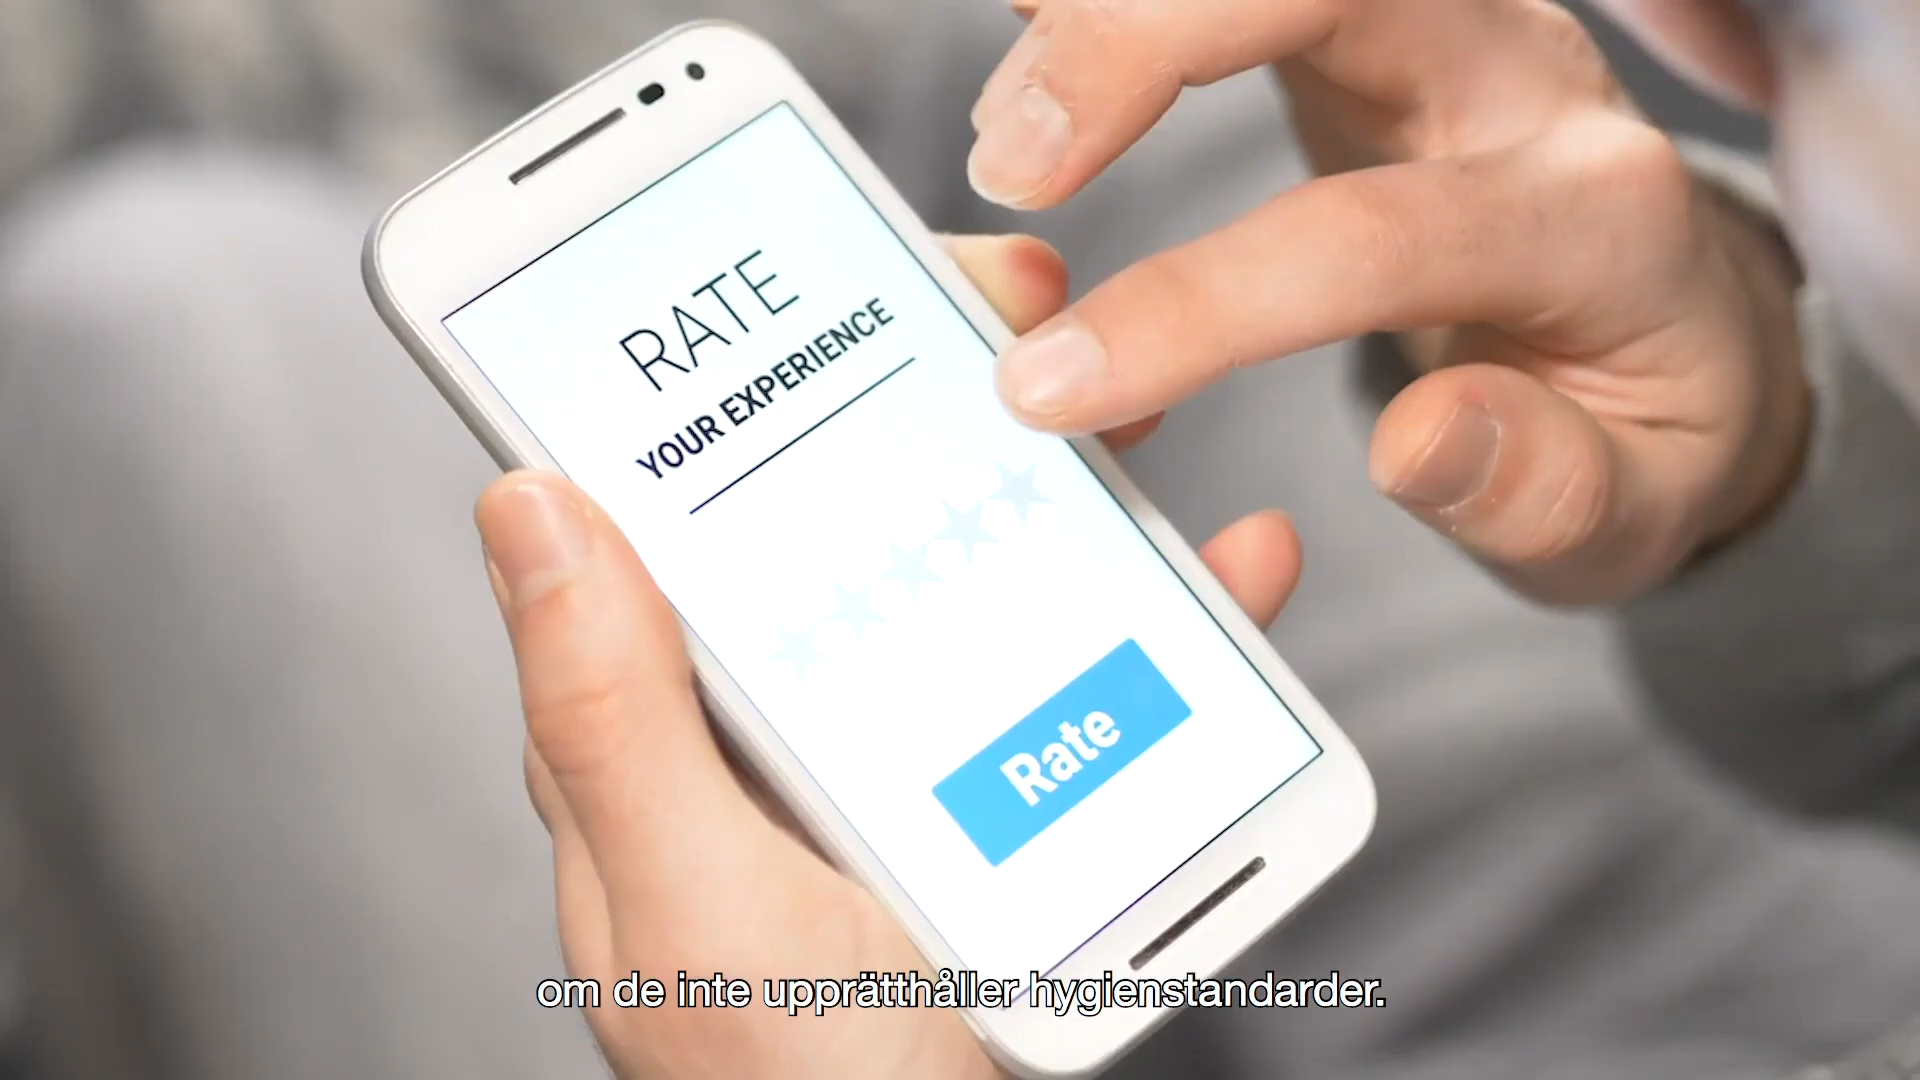 RATE
YOUR EXPERIENCE
Rate
om de inte upprätthåller hygienstandarder.